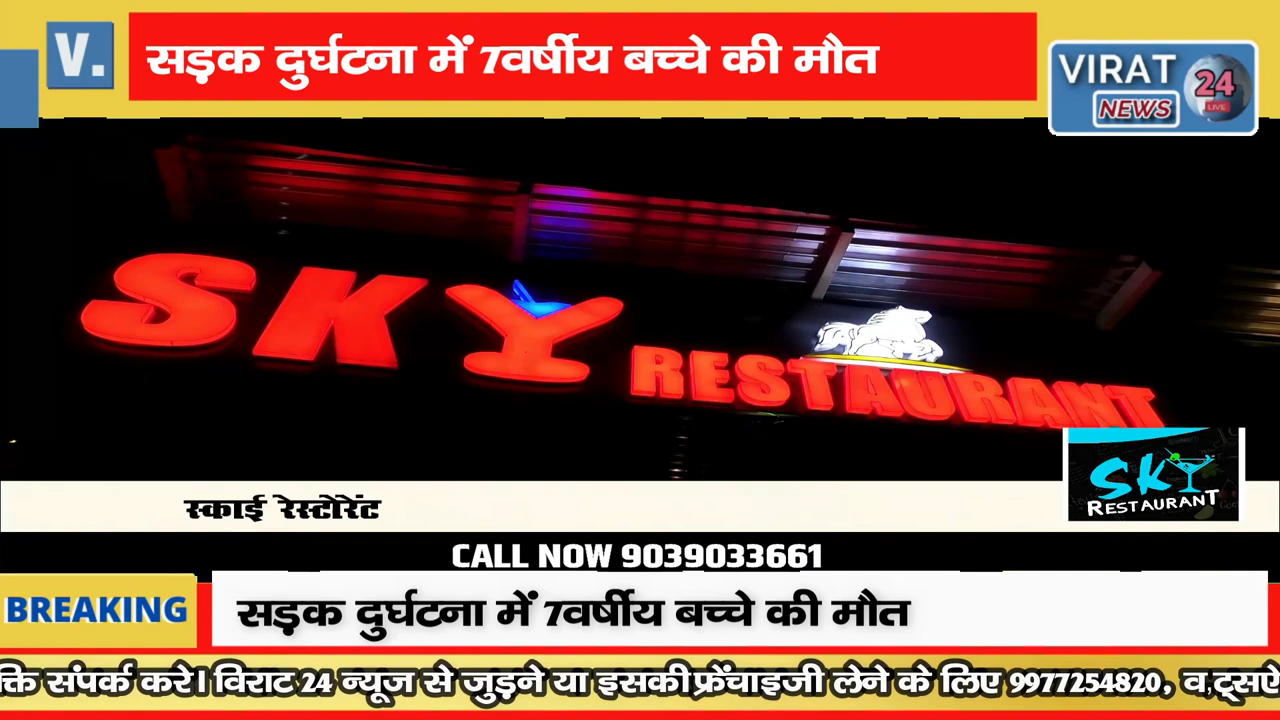 V.
सड़क दुर्घटना में 7वर्षीय बच्चे की मौत
VIRAT
24
NEWS
LIVE
SKY RESTAURANT
SKY
RESTAURANT
स्काई रेस्टोरेंट
CALL NOW 9039033661
BREAKING
सड़क दुर्घटना में 7वर्षीय बच्चे की मौत
संपर्क करे। विराट 24 न्यूज से जुड़ने या इसकी फ्रेंचाइजी लेने के लिए 9977254820,